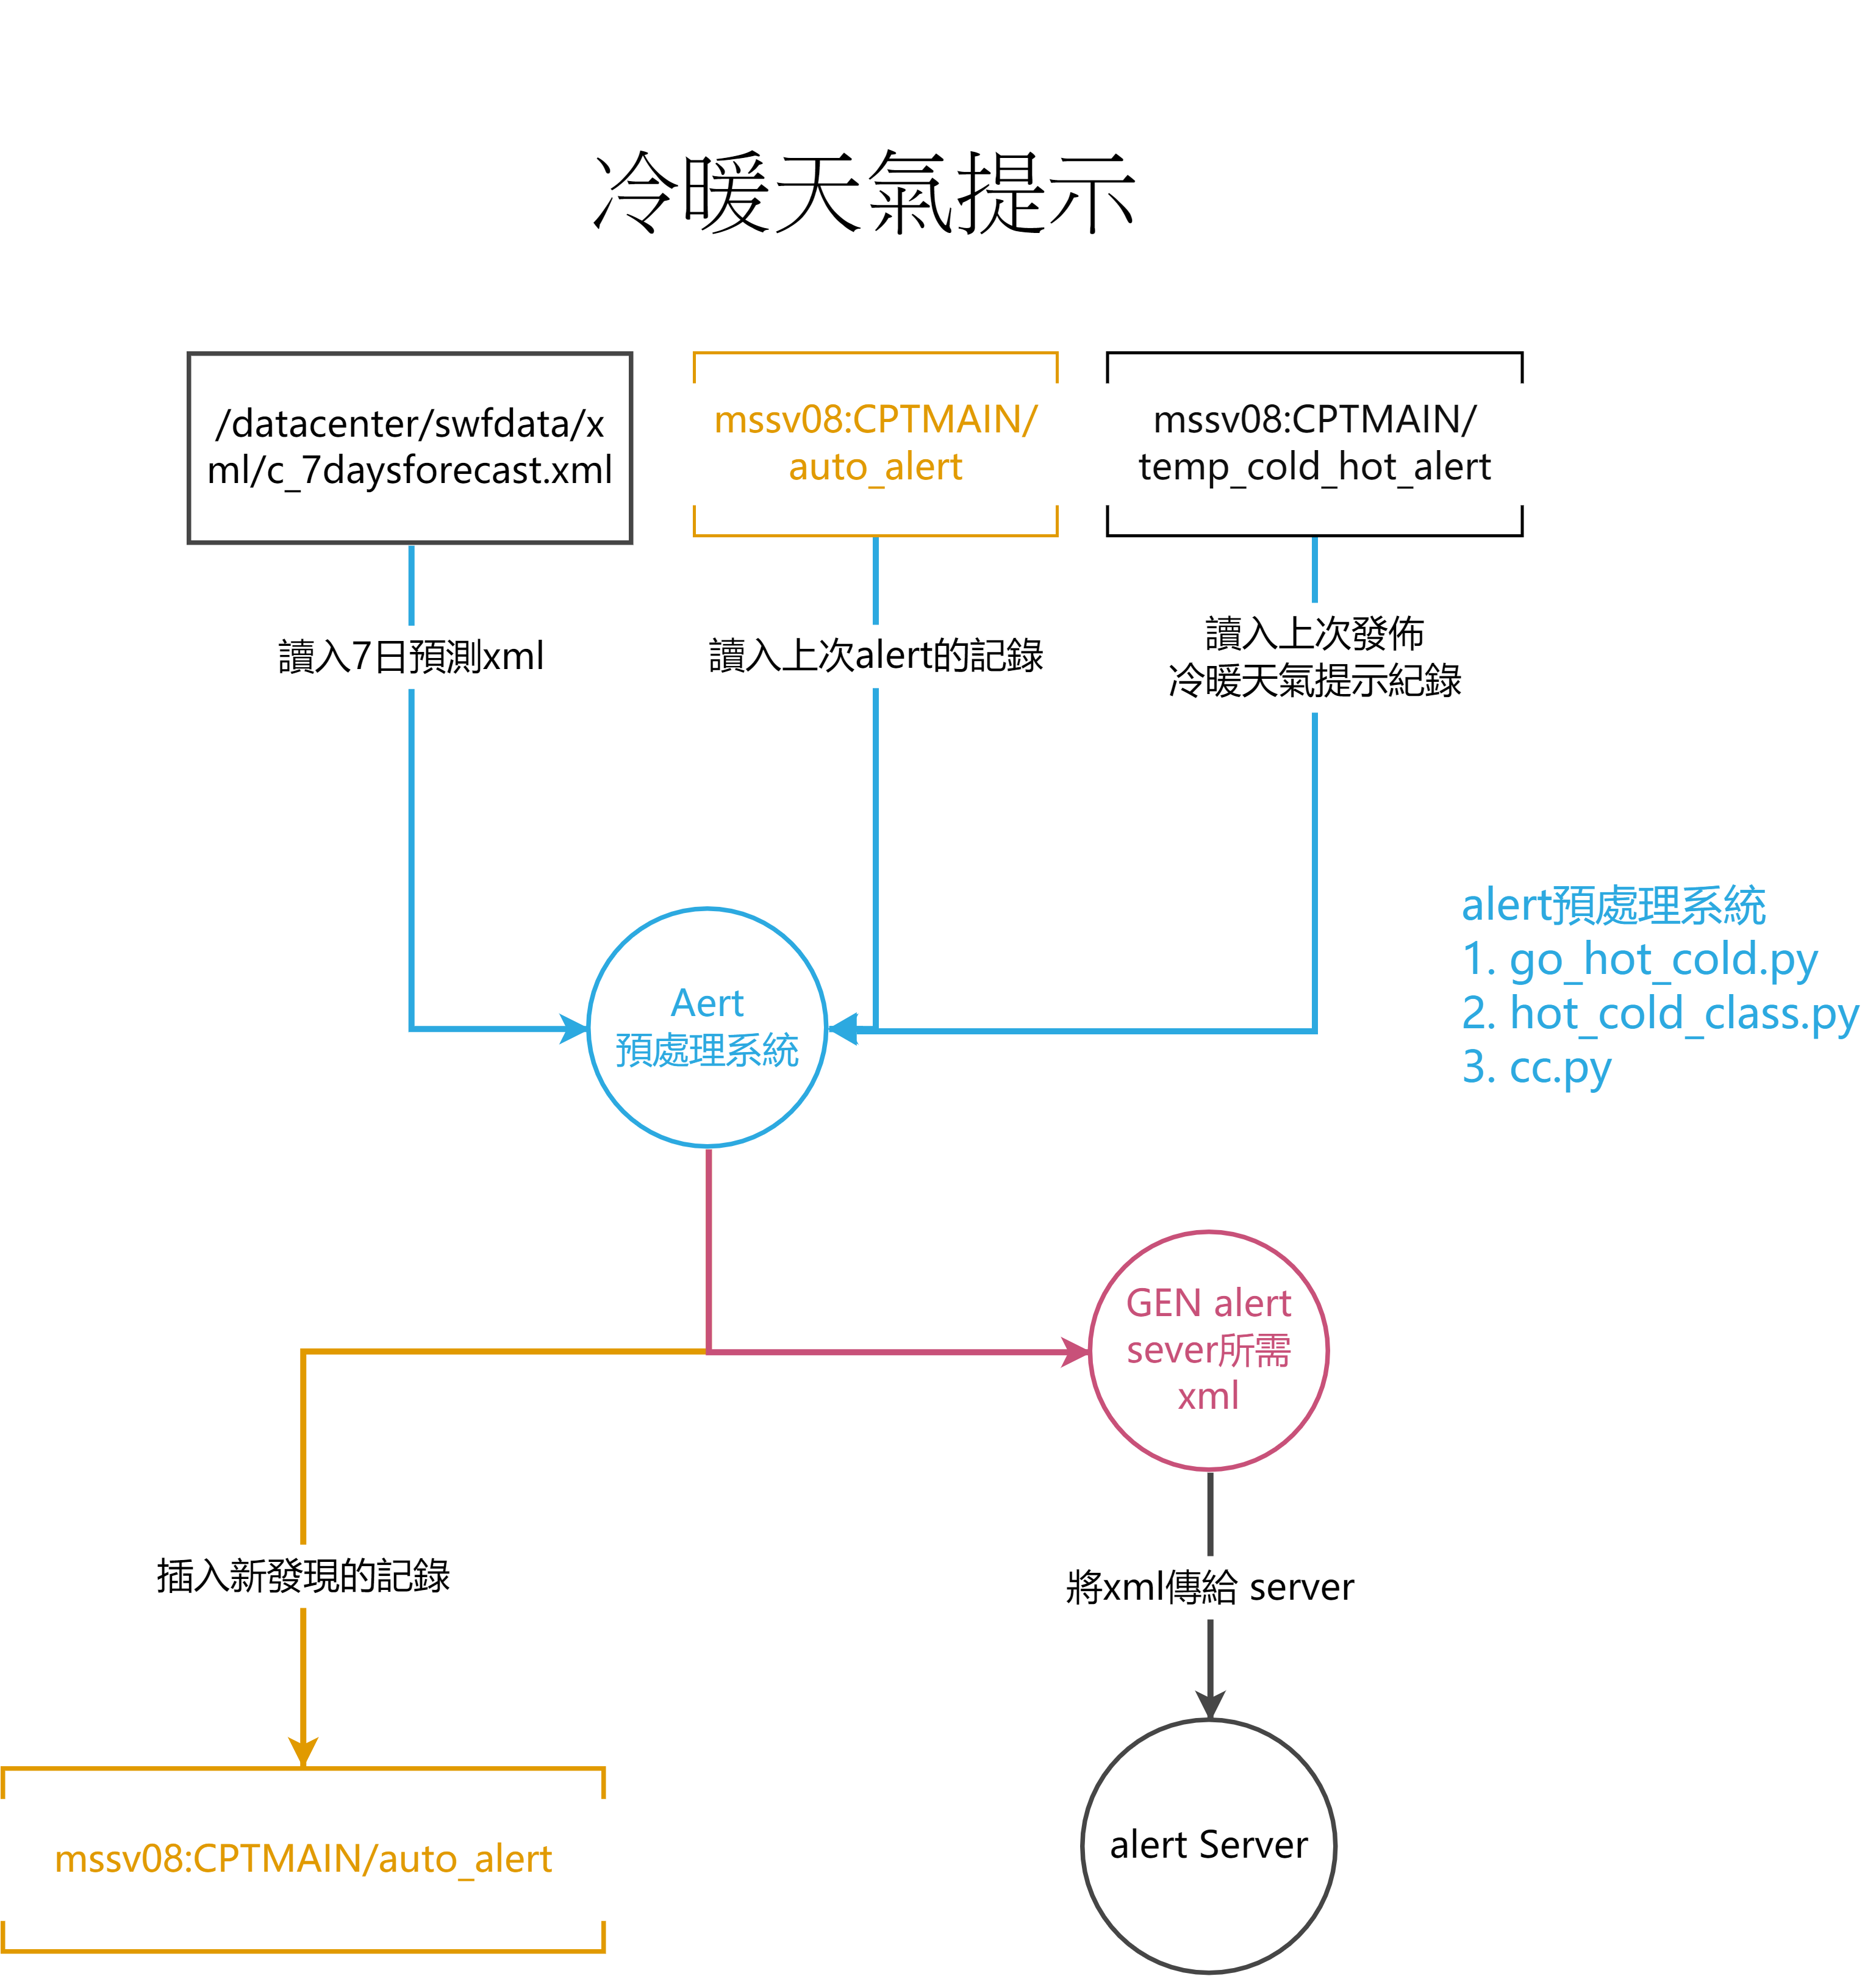 冷暖天氣提示
/datacenter/swfdata/x
ml/c_7daysforecast.xml
mssv08:CPTMAIN/
auto_alert
mssv08:CPTMAIN/
temp_cold_hot_alert
讀入7日預測xml
讀入上次alert的記錄
讀入上次發佈
冷暖天氣提示紀錄
alert預處理系統
1. go_hot_cold.py
2. hot_cold_class.py
3. cc.py
Aert
預處理系統
GEN alert
sever所需
xml
插入新發現的記錄
將xml傳給 server
mssv08:CPTMAIN/auto_alert
alert Server